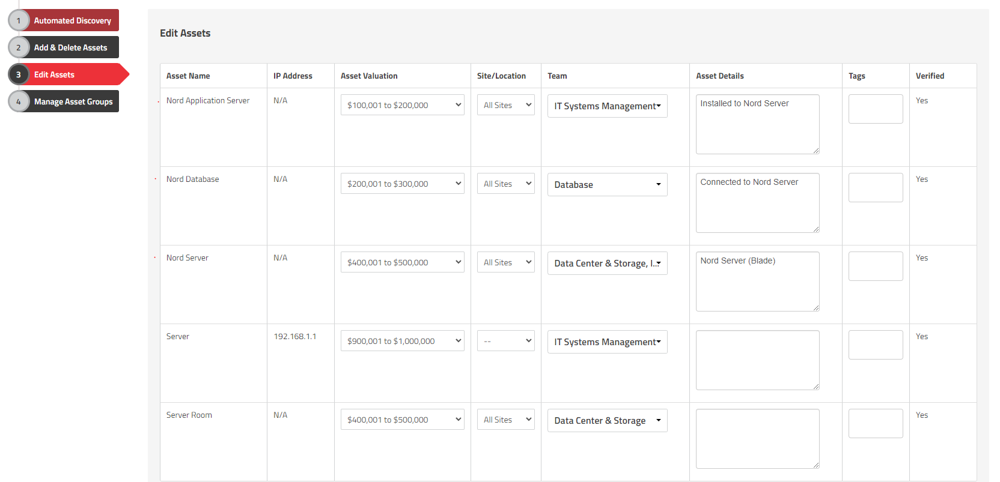 1 Automated Discovery
2 Add & Delete Assets
3 Edit Assets
4 Manage Asset Groups
Edit Assets
Asset Name IP Address Asset Valuation Site/Location Team Asset Details Tags Verified
Nord Application Server N/A $100,001 to $200,000 All Sites IT Systems Management Installed to Nord Server Yes
Nord Database N/A $200,001 to $300,000 All Sites Database Connected to Nord Server Yes
Nord Server N/A $400,001 to $500,000 All Sites Data Center & Storage, I... Nord Server (Blade) Yes
Server 192.168.1.1 $900,001 to $1,000,000 -- IT Systems Management Yes
Server Room N/A $400,001 to $500,000 All Sites Data Center & Storage Yes